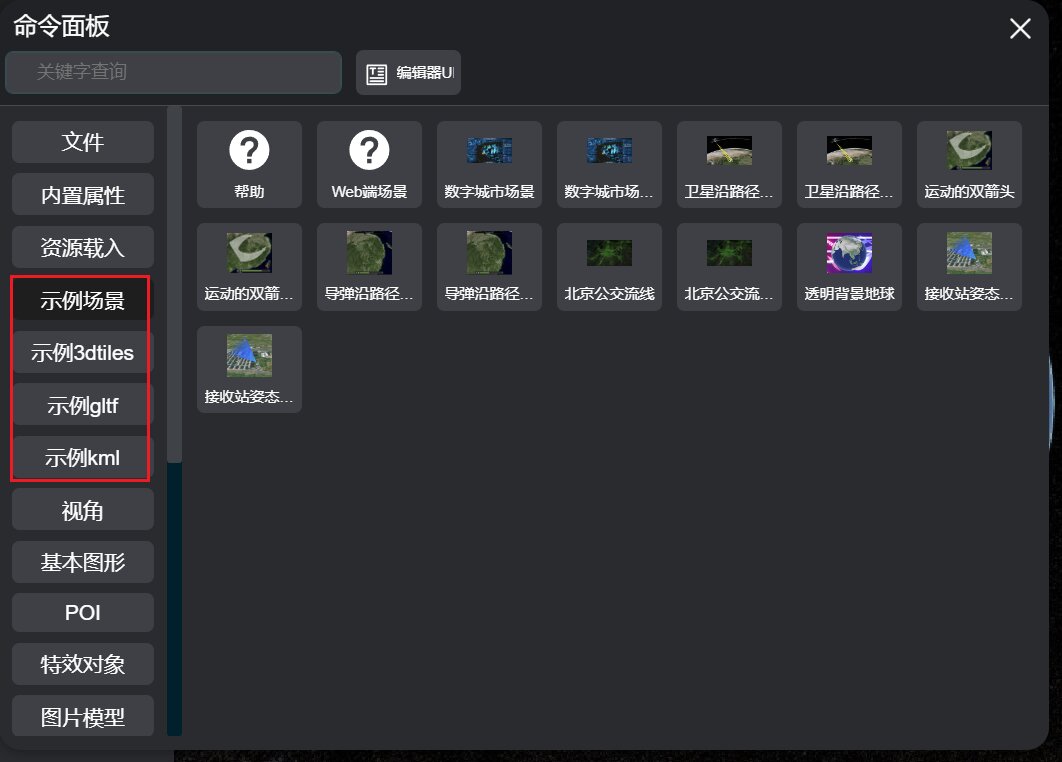 命令面板
关键字查询
编辑器UI
文件
内置属性
资源载入
示例场景
示例3dtiles
示例gltf
示例kml
视角
基本图形
POI
特效对象
图片模型
帮助
Web端场景
数字城市场景
数字城市场...
卫星沿路径...
卫星沿路径...
运动的双箭头
运动的双箭...
导弹沿路径...
导弹沿路径...
北京公交流线
北京公交流...
透明背景地球
接收站姿态...
接收站姿态...